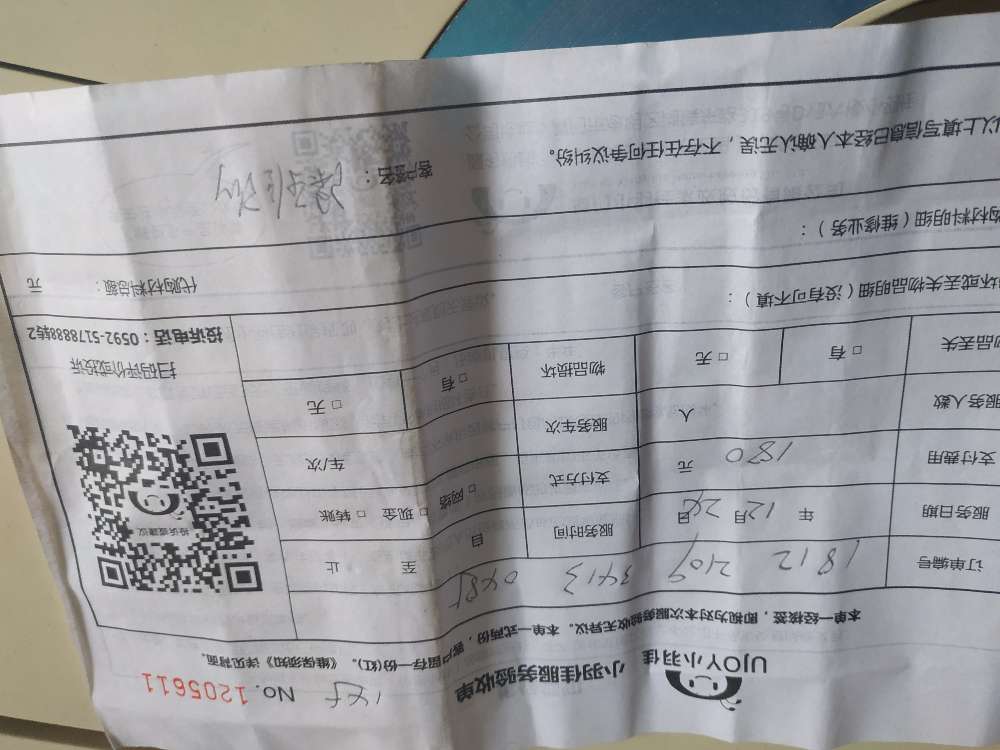 UJOY小羽佳
小羽佳服务验收单
No. 1205611
本单一经核签，即视为对本次服务验收无异议。本单一式两份，客户留存一份(红)。《维保须知》详见背面。
订单编号 1812 2109 3413
服务日期 年 12月 26日 服务时间 自 至 止
支付费用 180 元 支付方式 □ 网络 □ 现金 □ 转账
服务人数 人 服务车次 车/次
物品丢失 □ 有 □ 无 物品损坏 □ 有 □ 无
投诉或建议
扫码评价或投诉
投诉电话：0592-5178888转2
坏或丢失物品明细（没有可不填）：
购材料明细（维修业务）：
代购材料总额： 元
以上填写信息已经本人确认无误，不存在任何争议纠纷。
客户签名：